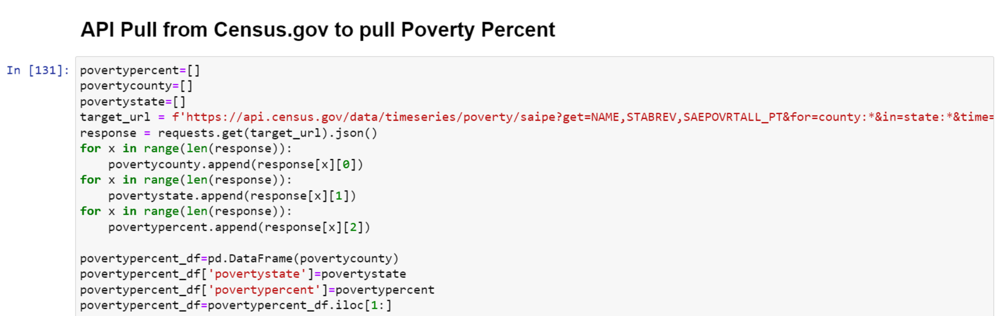 API Pull from Census.gov to pull Poverty Percent
In [131]:
povertypercent=[]
povertycounty=[]
povertystate=[]
target_url = f'https://api.census.gov/data/timeseries/poverty/saipe?get=NAME,STABREV,SAEPOVRTALL_PT&for=county:*&in=state:*&time=
response = requests.get(target_url).json()
for x in range(len(response)):
    povertycounty.append(response[x][0])
for x in range(len(response)):
    povertystate.append(response[x][1])
for x in range(len(response)):
    povertypercent.append(response[x][2])
povertypercent_df=pd.DataFrame(povertycounty)
povertypercent_df['povertystate']=povertystate
povertypercent_df['povertypercent']=povertypercent
povertypercent_df=povertypercent_df.iloc[1:]